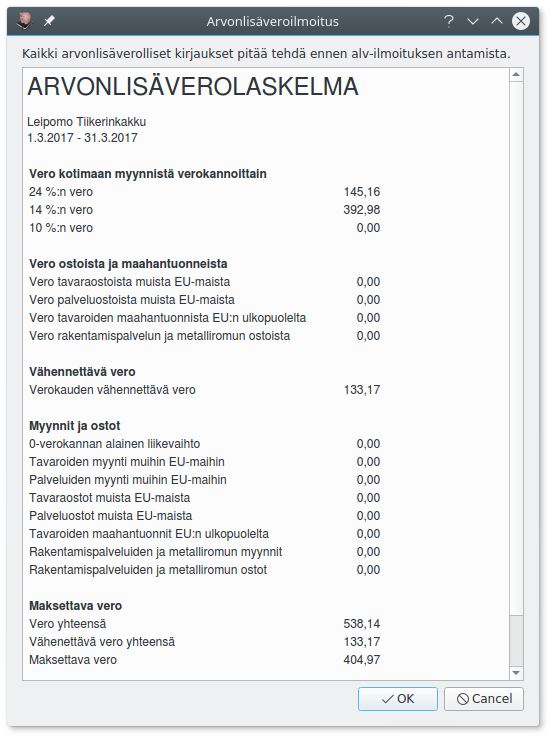 Arvonlisäveroilmoitus
Kaikki arvonlisäverolliset kirjaukset pitää tehdä ennen alv-ilmoituksen antamista.
ARVONLISÄVEROLASKELMA
Leipomo Tiikerinkakku
1.3.2017 - 31.3.2017
Vero kotimaan myynnistä verokannoittain
24 %:n vero 145,16
14 %:n vero 392,98
10 %:n vero 0,00
Vero ostoista ja maahantuonneista
Vero tavaraostoista muista EU-maista 0,00
Vero palveluostoista muista EU-maista 0,00
Vero tavaroiden maahantuonnista EU:n ulkopuolelta 0,00
Vero rakentamispalvelun ja metalliromun ostoista 0,00
Vähennettävä vero
Verokauden vähennettävä vero 133,17
Myynnit ja ostot
0-verokannan alainen liikevaihto 0,00
Tavaroiden myynti muihin EU-maihin 0,00
Palveluiden myynti muihin EU-maihin 0,00
Tavaraostot muista EU-maista 0,00
Palveluostot muista EU-maista 0,00
Tavaroiden maahantuonnit EU:n ulkopuolelta 0,00
Rakentamispalveluiden ja metalliromun myynnit 0,00
Rakentamispalveluiden ja metalliromun ostot 0,00
Maksettava vero
Vero yhteensä 538,14
Vähenettävä vero yhteensä 133,17
Maksettava vero 404,97
OK
Cancel